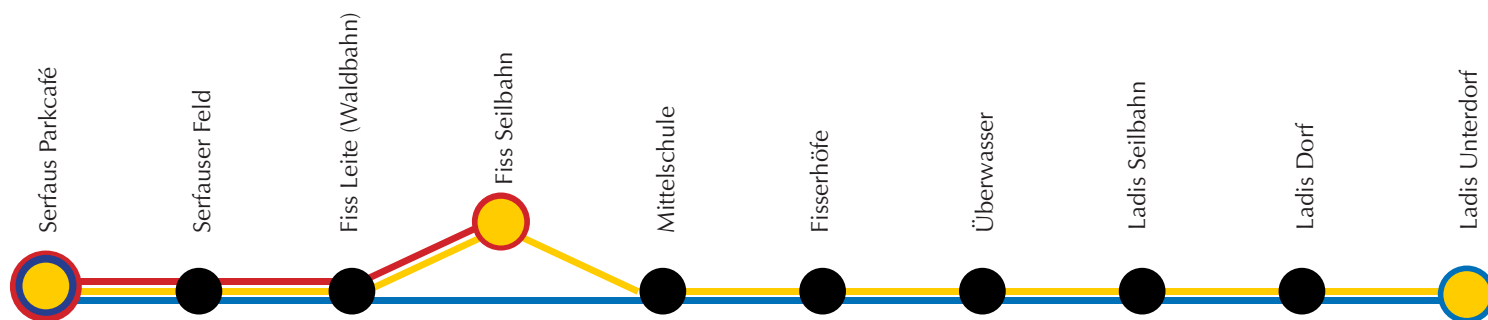 Serfaus Parkcafé
Serfauser Feld
Fiss Leite (Waldbahn)
Fiss Seilbahn
Mittelschule
Fisserhöfe
Überwasser
Ladis Seilbahn
Ladis Dorf
Ladis Unterdorf